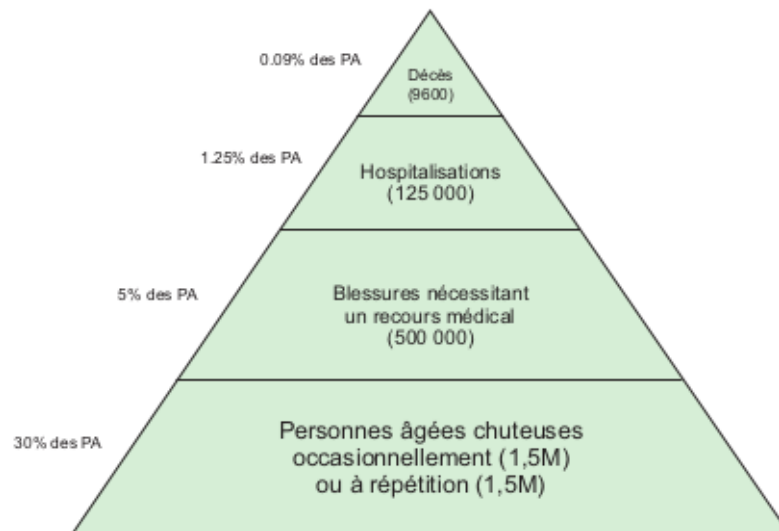 0.09% des PA
Décès
(9600)
1.25% des PA
Hospitalisations
(125 000)
5% des PA
Blessures nécessitant
un recours médical
(500 000)
30% des PA
Personnes âgées chuteuses
occasionnellement (1,5M)
ou à répétition (1,5M)